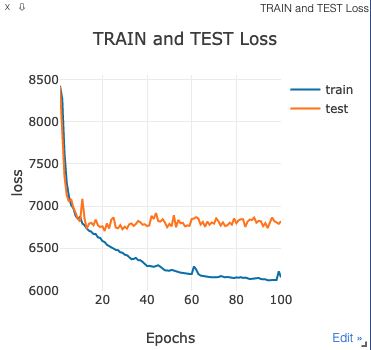 x ⇩ TRAIN and TEST Loss
TRAIN and TEST Loss
8500
8000
7500
7000
6500
6000
loss
20 40 60 80 100
Epochs
train
test
Edit »